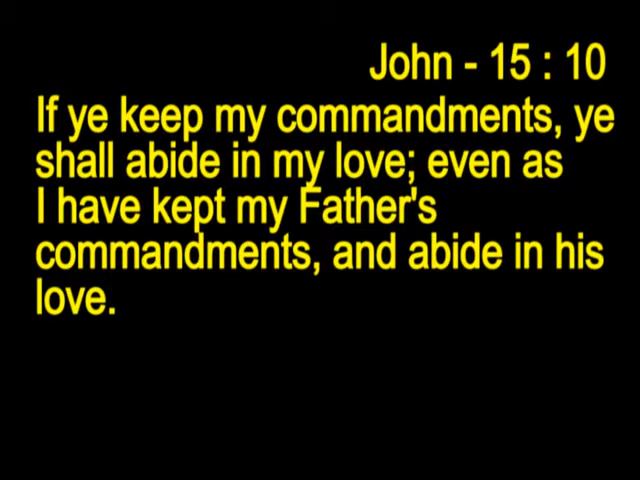 John - 15 : 10
If ye keep my commandments, ye
shall abide in my love; even as
I have kept my Father's
commandments, and abide in his
love.